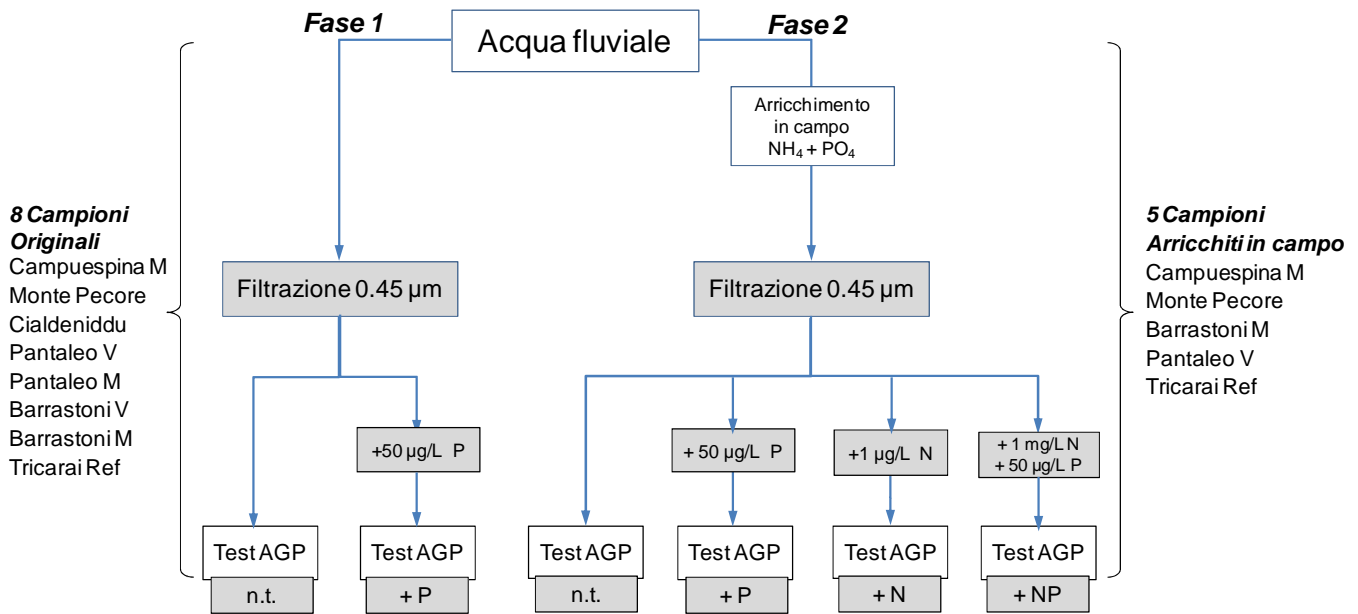 Fase 1
Acqua fluviale
Fase 2
Arricchimento
in campo
NH4 + PO4
8 Campioni
Originali
Campuespina M
Monte Pecore
Cialdeniddu
Pantaleo V
Pantaleo M
Barrastoni V
Barrastoni M
Tricarai Ref
Filtrazione 0.45 µm
Filtrazione 0.45 µm
5 Campioni
Arricchiti in campo
Campuespina M
Monte Pecore
Barrastoni M
Pantaleo V
Tricarai Ref
+50 µg/L P
+ 50 µg/L P
+1 µg/L N
+ 1 mg/L N
+ 50 µg/L P
Test AGP
n.t.
Test AGP
+ P
Test AGP
n.t.
Test AGP
+ P
Test AGP
+ N
Test AGP
+ NP